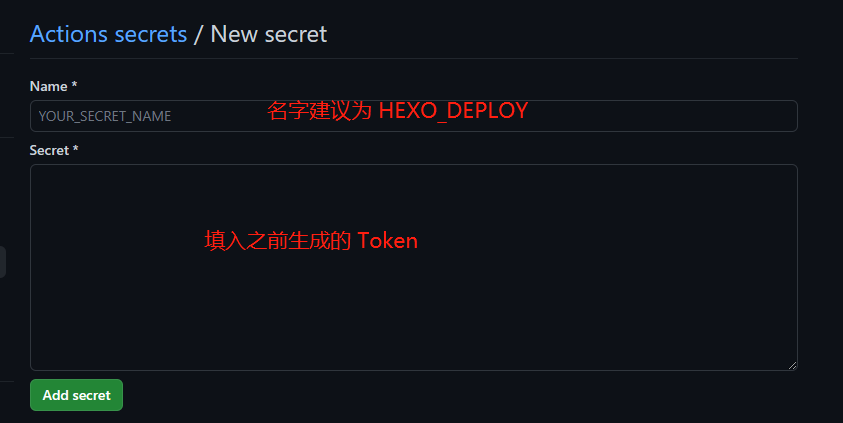 Actions secrets / New secret
Name *
YOUR_SECRET_NAME
名字建议为 HEXO_DEPLOY
Secret *
填入之前生成的 Token
Add secret